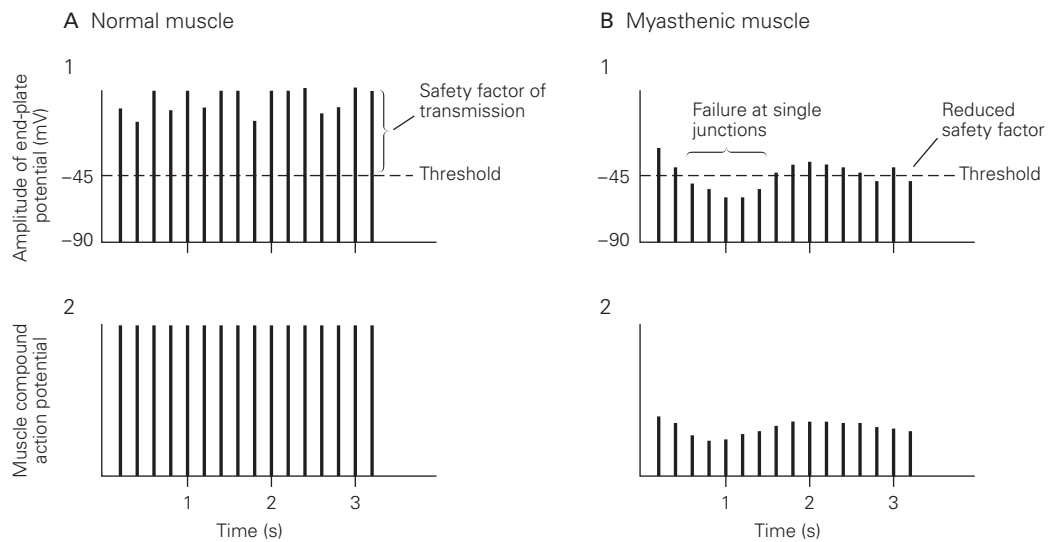 A Normal muscle
1
Amplitude of end-plate
potential (mV)
–45
–90
Safety factor of
transmission
Threshold
2
Muscle compound
action potential
1 2 3
Time (s)
B Myasthenic muscle
1
–45
–90
Failure at single
junctions
Reduced
safety factor
Threshold
2
1 2 3
Time (s)